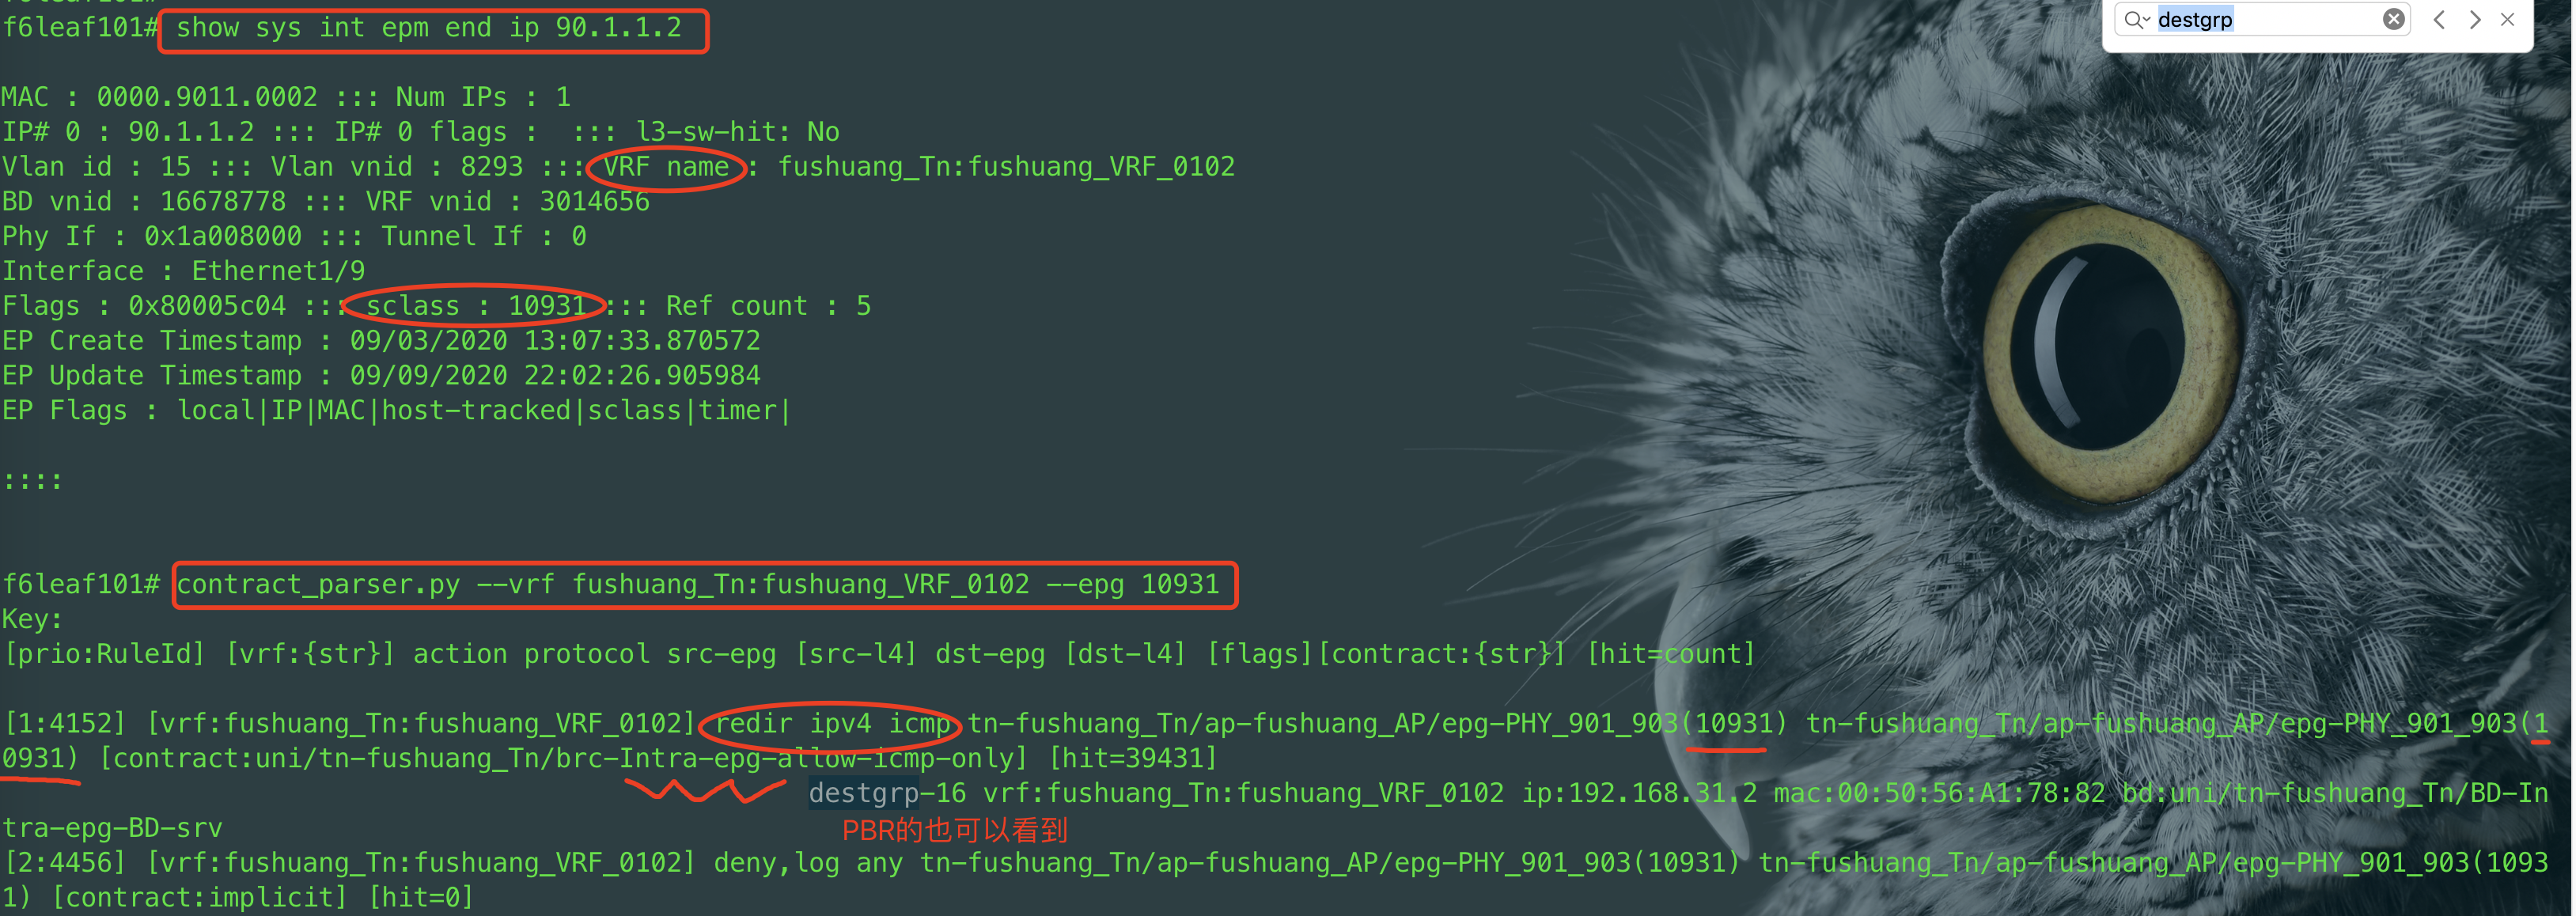 f6leaf101# show sys int epm end ip 90.1.1.2
destgrp
MAC : 0000.9011.0002 ::: Num IPs : 1
IP# 0 : 90.1.1.2 ::: IP# 0 flags :  ::: l3-sw-hit: No
Vlan id : 15 ::: Vlan vnid : 8293 ::: VRF name : fushuang_Tn:fushuang_VRF_0102
BD vnid : 16678778 ::: VRF vnid : 3014656
Phy If : 0x1a008000 ::: Tunnel If : 0
Interface : Ethernet1/9
Flags : 0x80005c04 ::: sclass : 10931 ::: Ref count : 5
EP Create Timestamp : 09/03/2020 13:07:33.870572
EP Update Timestamp : 09/09/2020 22:02:26.905984
EP Flags : local|IP|MAC|host-tracked|sclass|timer|
::::
f6leaf101# contract_parser.py --vrf fushuang_Tn:fushuang_VRF_0102 --epg 10931
Key:
[prio:RuleId] [vrf:{str}] action protocol src-epg [src-l4] dst-epg [dst-l4] [flags][contract:{str}] [hit=count]
[1:4152] [vrf:fushuang_Tn:fushuang_VRF_0102] redir ipv4 icmp tn-fushuang_Tn/ap-fushuang_AP/epg-PHY_901_903(10931) tn-fushuang_Tn/ap-fushuang_AP/epg-PHY_901_903(1
0931) [contract:uni/tn-fushuang_Tn/brc-Intra-epg-allow-icmp-only] [hit=39431]
destgrp-16 vrf:fushuang_Tn:fushuang_VRF_0102 ip:192.168.31.2 mac:00:50:56:A1:78:82 bd:uni/tn-fushuang_Tn/BD-In
tra-epg-BD-srv
PBR的也可以看到
[2:4456] [vrf:fushuang_Tn:fushuang_VRF_0102] deny,log any tn-fushuang_Tn/ap-fushuang_AP/epg-PHY_901_903(10931) tn-fushuang_Tn/ap-fushuang_AP/epg-PHY_901_903(1093
1) [contract:implicit] [hit=0]